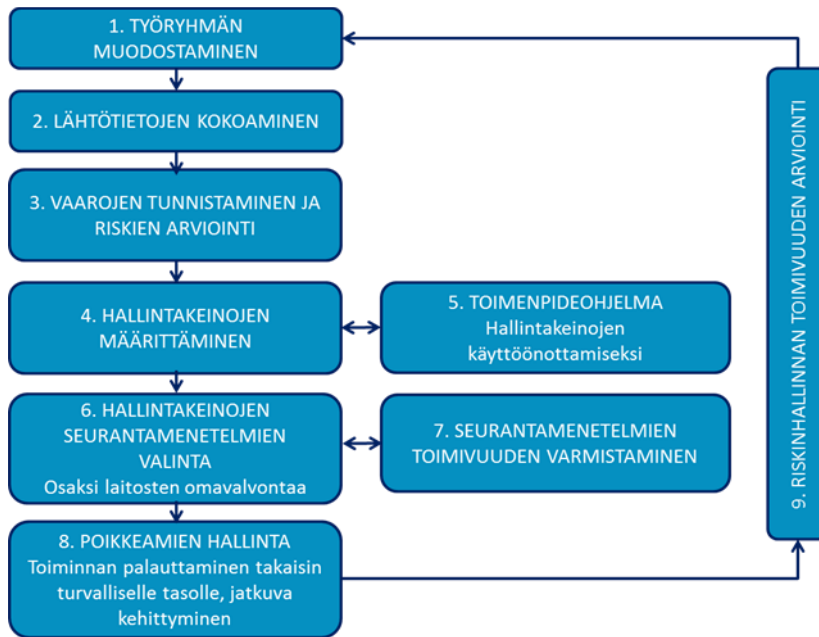 1. TYÖRYHMÄN
MUODOSTAMINEN
2. LÄHTÖTIETOJEN KOKOAMINEN
3. VAAROJEN TUNNISTAMINEN JA
RISKIEN ARVIOINTI
4. HALLINTAKEINOJEN
MÄÄRITTÄMINEN
5. TOIMENPIDEOHJELMA
Hallintakeinojen
käyttöönottamiseksi
6. HALLINTAKEINOJEN
SEURANTAMENETELMIEN
VALINTA
Osaksi laitosten omavalvontaa
7. SEURANTAMENETELMIEN
TOIMIVUUDEN VARMISTAMINEN
8. POIKKEAMIEN HALLINTA
Toiminnan palauttaminen takaisin
turvalliselle tasolle, jatkuva
kehittyminen
9. RISKINHALLINNAN TOIMIVUUDEN ARVIOINTI